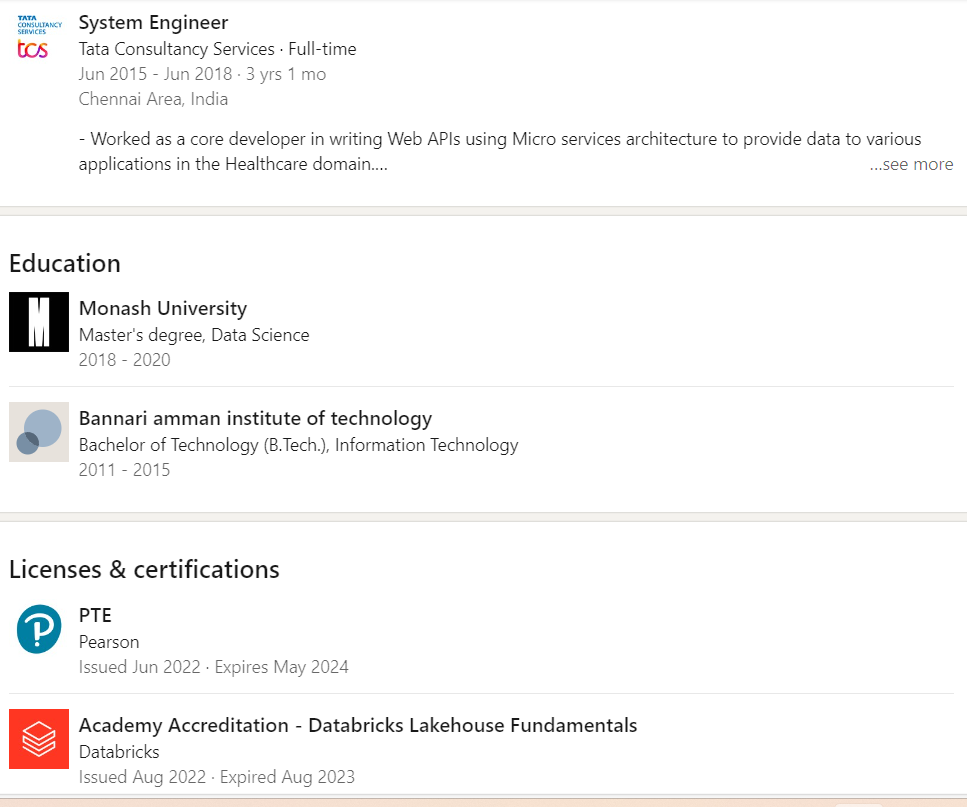 TATA
CONSULTANCY
SERVICES
tcs
System Engineer
Tata Consultancy Services · Full-time
Jun 2015 - Jun 2018 · 3 yrs 1 mo
Chennai Area, India
- Worked as a core developer in writing Web APIs using Micro services architecture to provide data to various
applications in the Healthcare domain....
...see more
Education
M
Monash University
Master's degree, Data Science
2018 - 2020
Bannari amman institute of technology
Bachelor of Technology (B.Tech.), Information Technology
2011 - 2015
Licenses & certifications
P
PTE
Pearson
Issued Jun 2022 · Expires May 2024
Academy Accreditation - Databricks Lakehouse Fundamentals
Databricks
Issued Aug 2022 · Expired Aug 2023